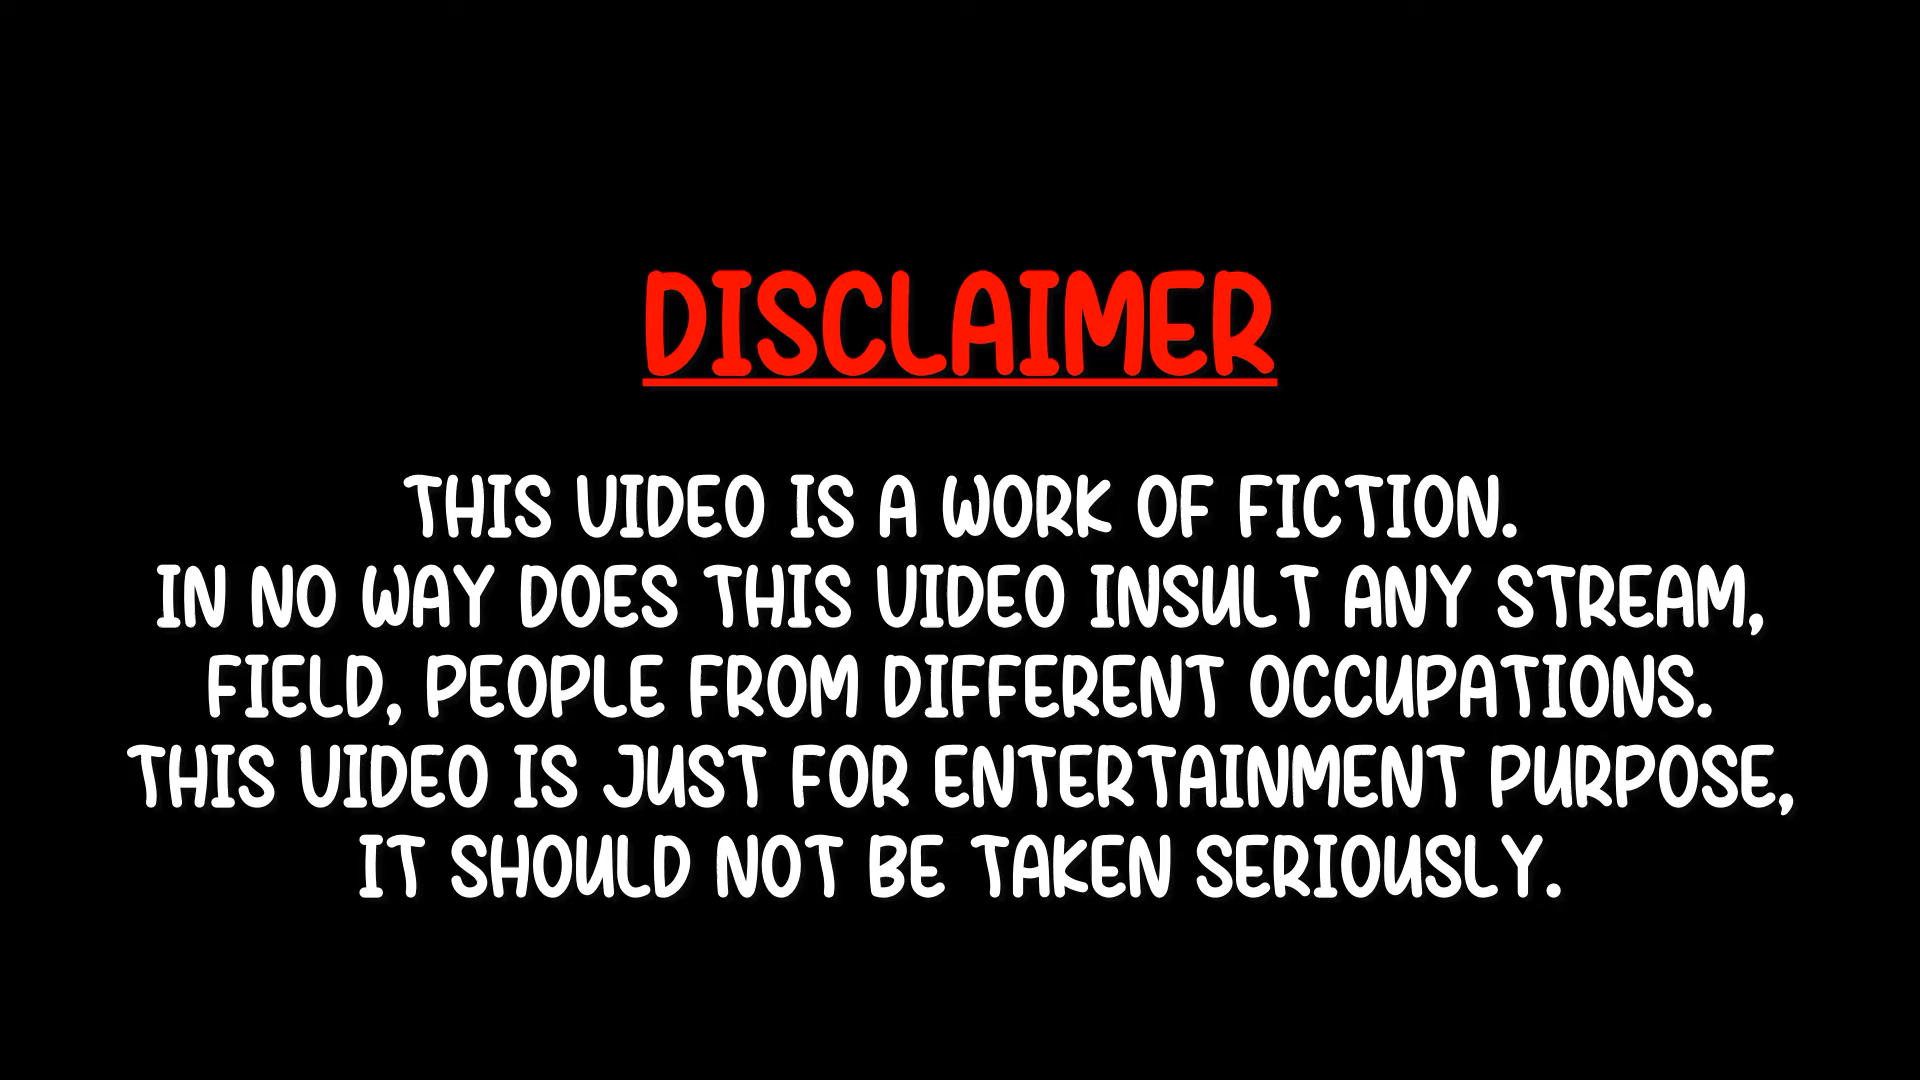 DISCLAIMER
THIS VIDEO IS A WORK OF FICTION.
IN NO WAY DOES THIS VIDEO INSULT ANY STREAM,
FIELD, PEOPLE FROM DIFFERENT OCCUPATIONS.
THIS VIDEO IS JUST FOR ENTERTAINMENT PURPOSE,
IT SHOULD NOT BE TAKEN SERIOUSLY.